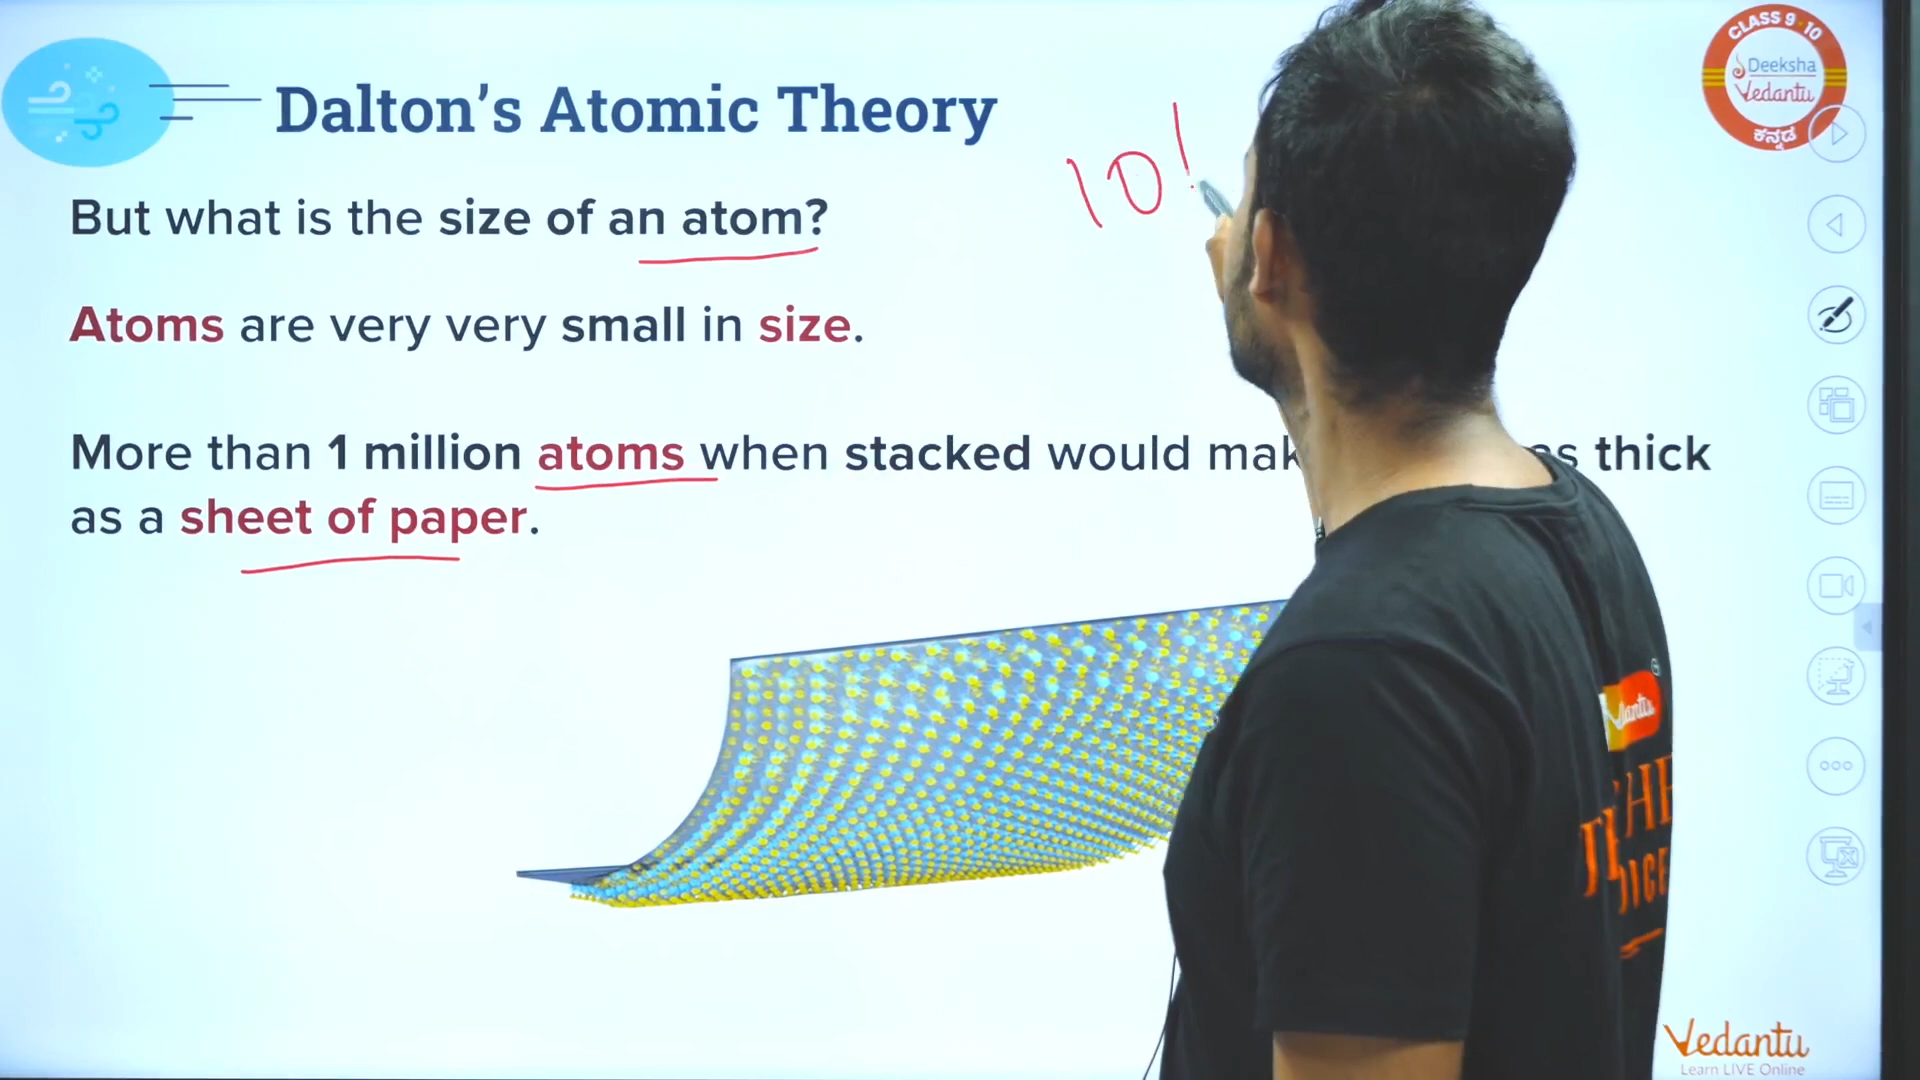 CLASS 9-10
Deeksha
Vedantu
ಕನ್ನಡ
Dalton's Atomic Theory
10
But what is the size of an atom?
Atoms are very very small in size.
More than 1 million atoms when stacked would thick
as a sheet of paper.
Vedantu
Learn LIVE Online